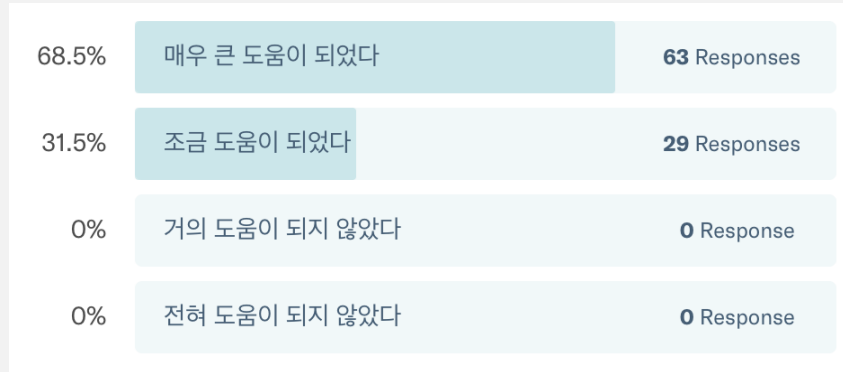 68.5% 매우 큰 도움이 되었다 63 Responses
31.5% 조금 도움이 되었다 29 Responses
0% 거의 도움이 되지 않았다 0 Response
0% 전혀 도움이 되지 않았다 0 Response